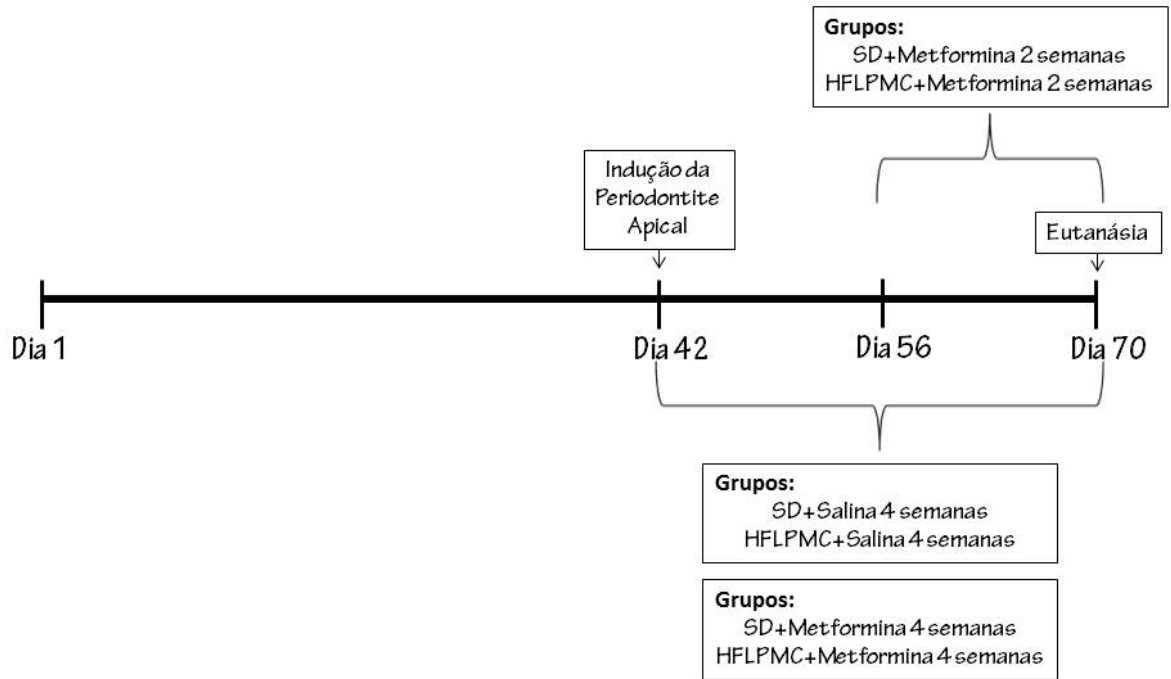 Grupos:
SD+Metformina 2 semanas
HFLPMC+Metformina 2 semanas
Indução da
Periodontite
Apical
Eutanásia
Dia 1
Dia 42
Dia 56
Dia 70
Grupos:
SD+Salina 4 semanas
HFLPMC+Salina 4 semanas
Grupos:
SD+Metformina 4 semanas
HFLPMC+Metformina 4 semanas